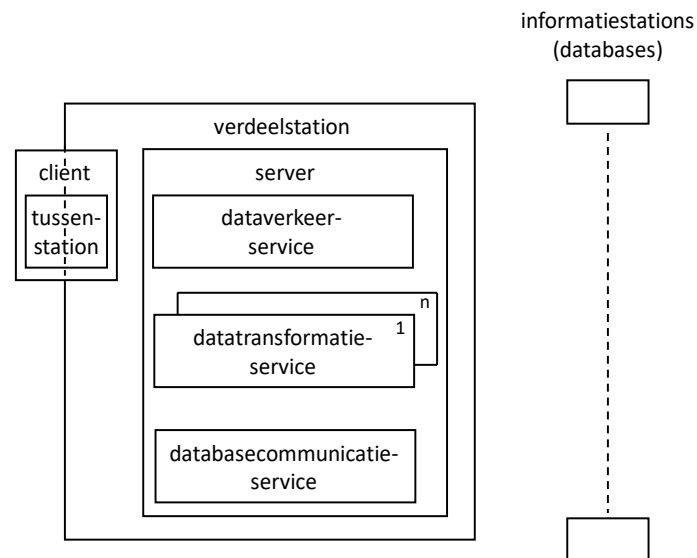 informatiestations
(databases)
verdeelstation
client
server
tussen-
station
dataverkeer-
service
n
1
datatransformatie-
service
databasecommunicatie-
service